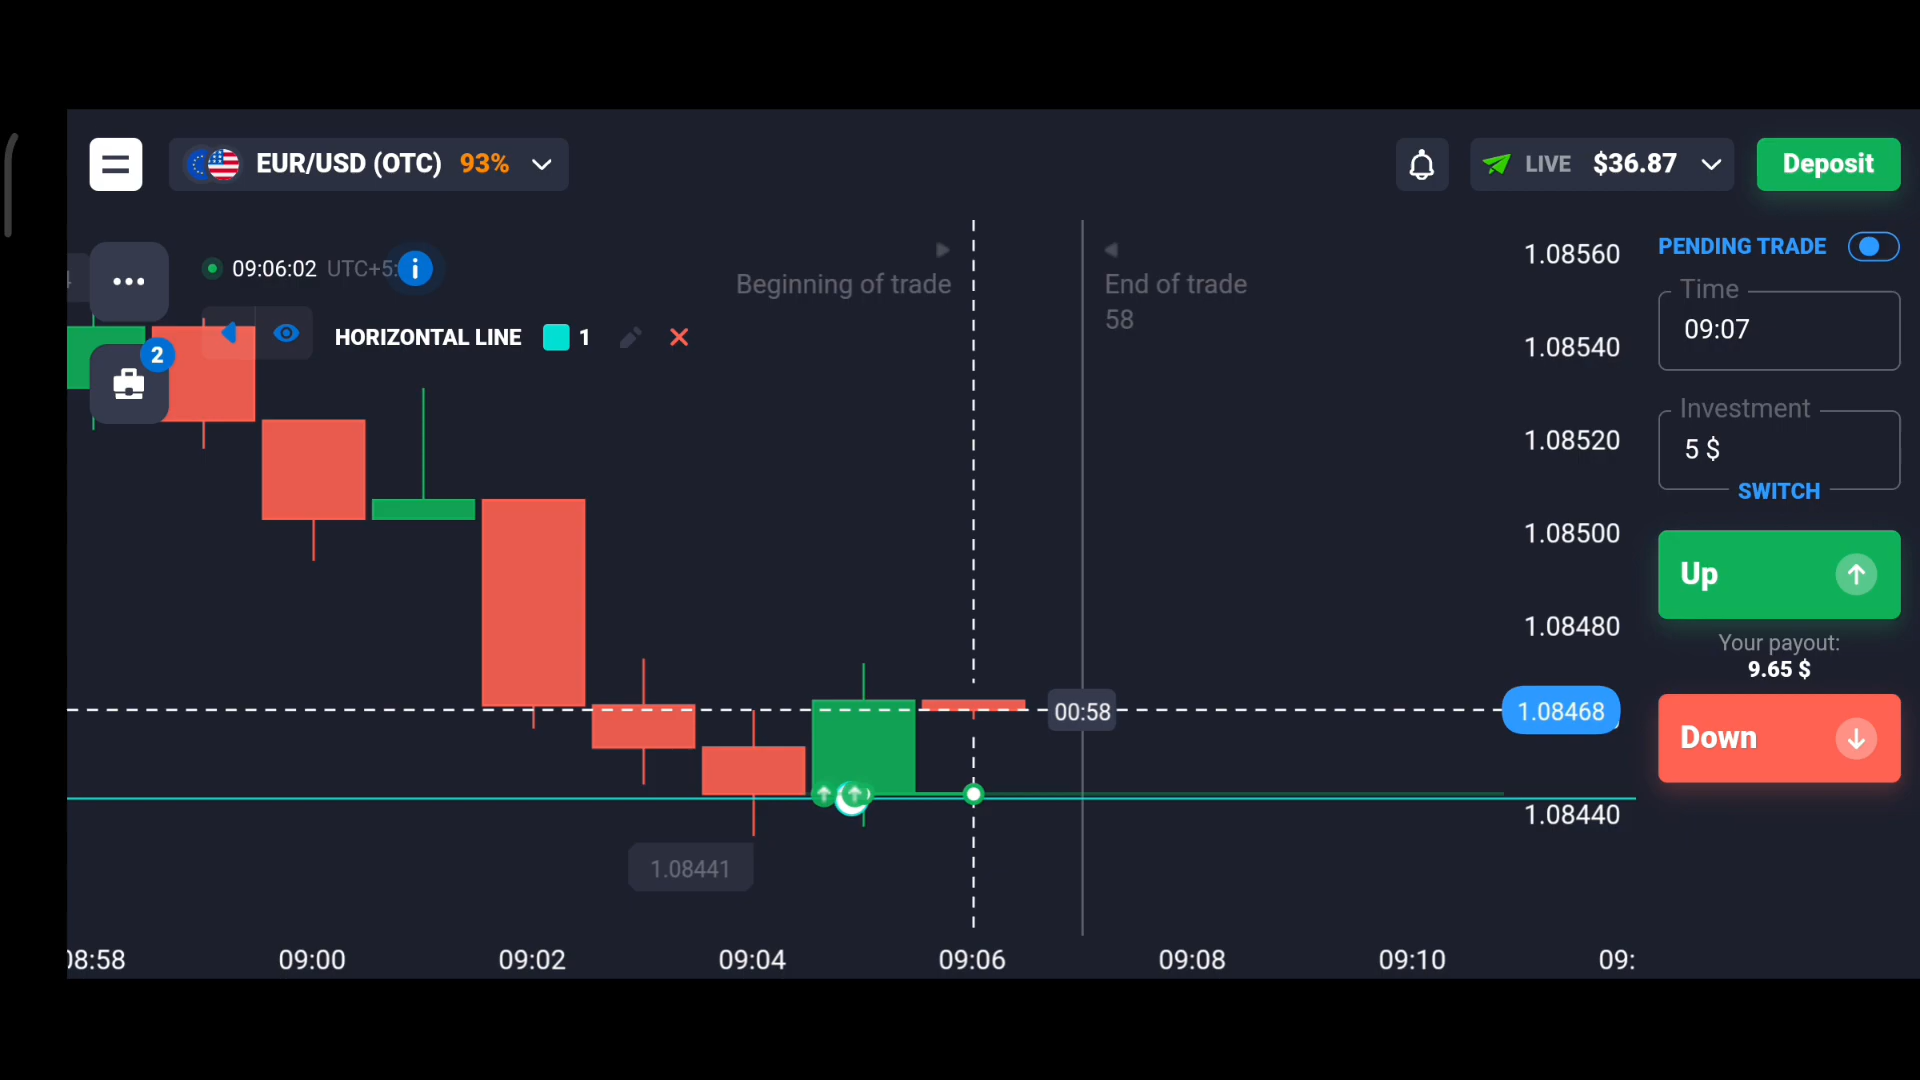 EUR/USD (OTC) 93%
LIVE $36.87
Deposit
09:06:02 UTC+5:
HORIZONTAL LINE 1
2
Beginning of trade
End of trade
58
1.08560
1.08540
1.08520
1.08500
1.08480
1.08468
1.08440
00:58
1.08441
08:58
09:00
09:02
09:04
09:06
09:08
09:10
09:
PENDING TRADE
Time
09:07
Investment
5 $
SWITCH
Up
Your payout:
9.65 $
Down